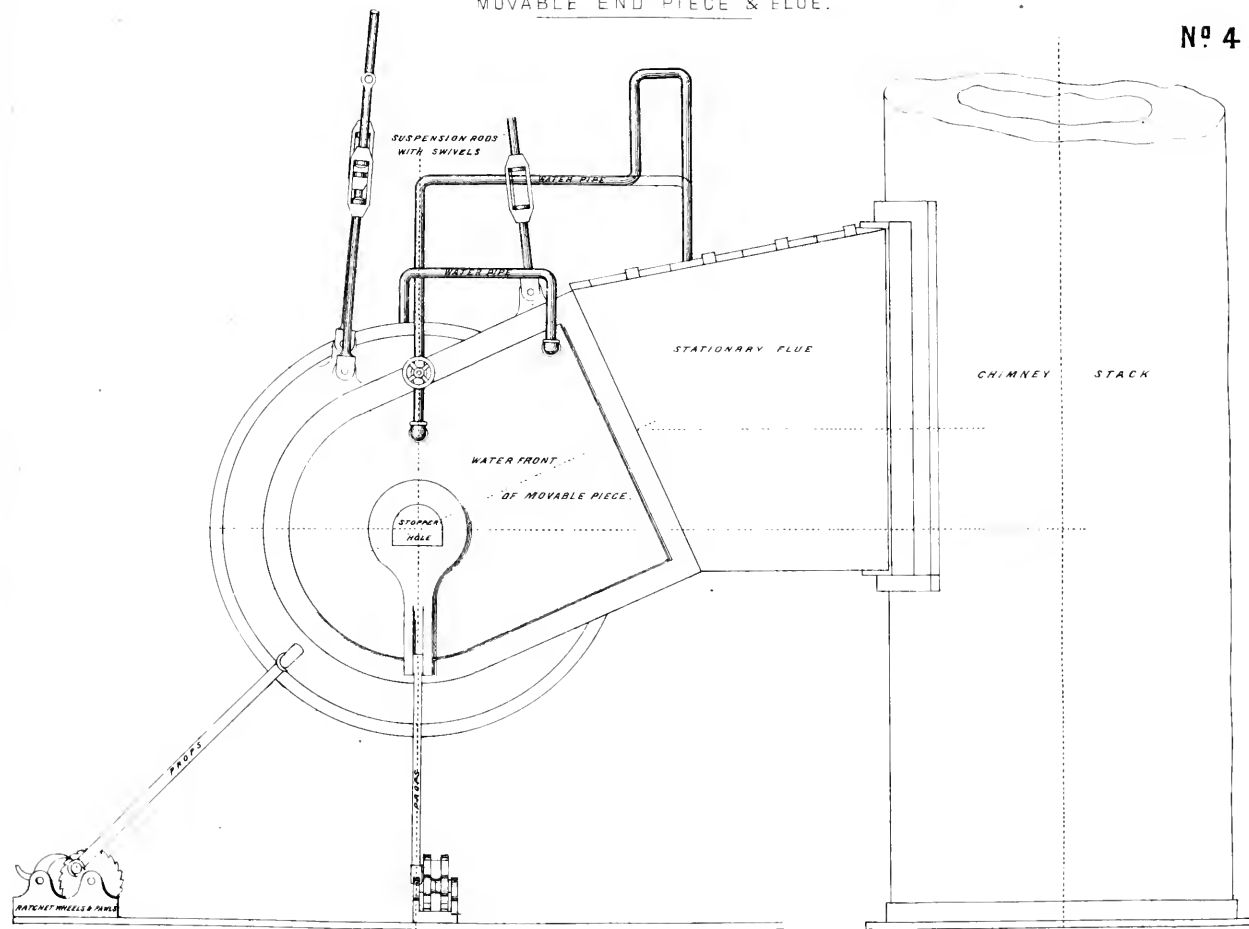 MOVABLE END PIECE & FLUE.
Nº 4
SUSPENSION RODS
WITH SWIVELS
WATER PIPE
WATER PIPE
STATIONARY FLUE
CHIMNEY STACK
WATER FRONT
OF MOVABLE PIECE.
STOPPER
HOLE
PROPS
PROPS
RATCHET WHEELS & PAWLS